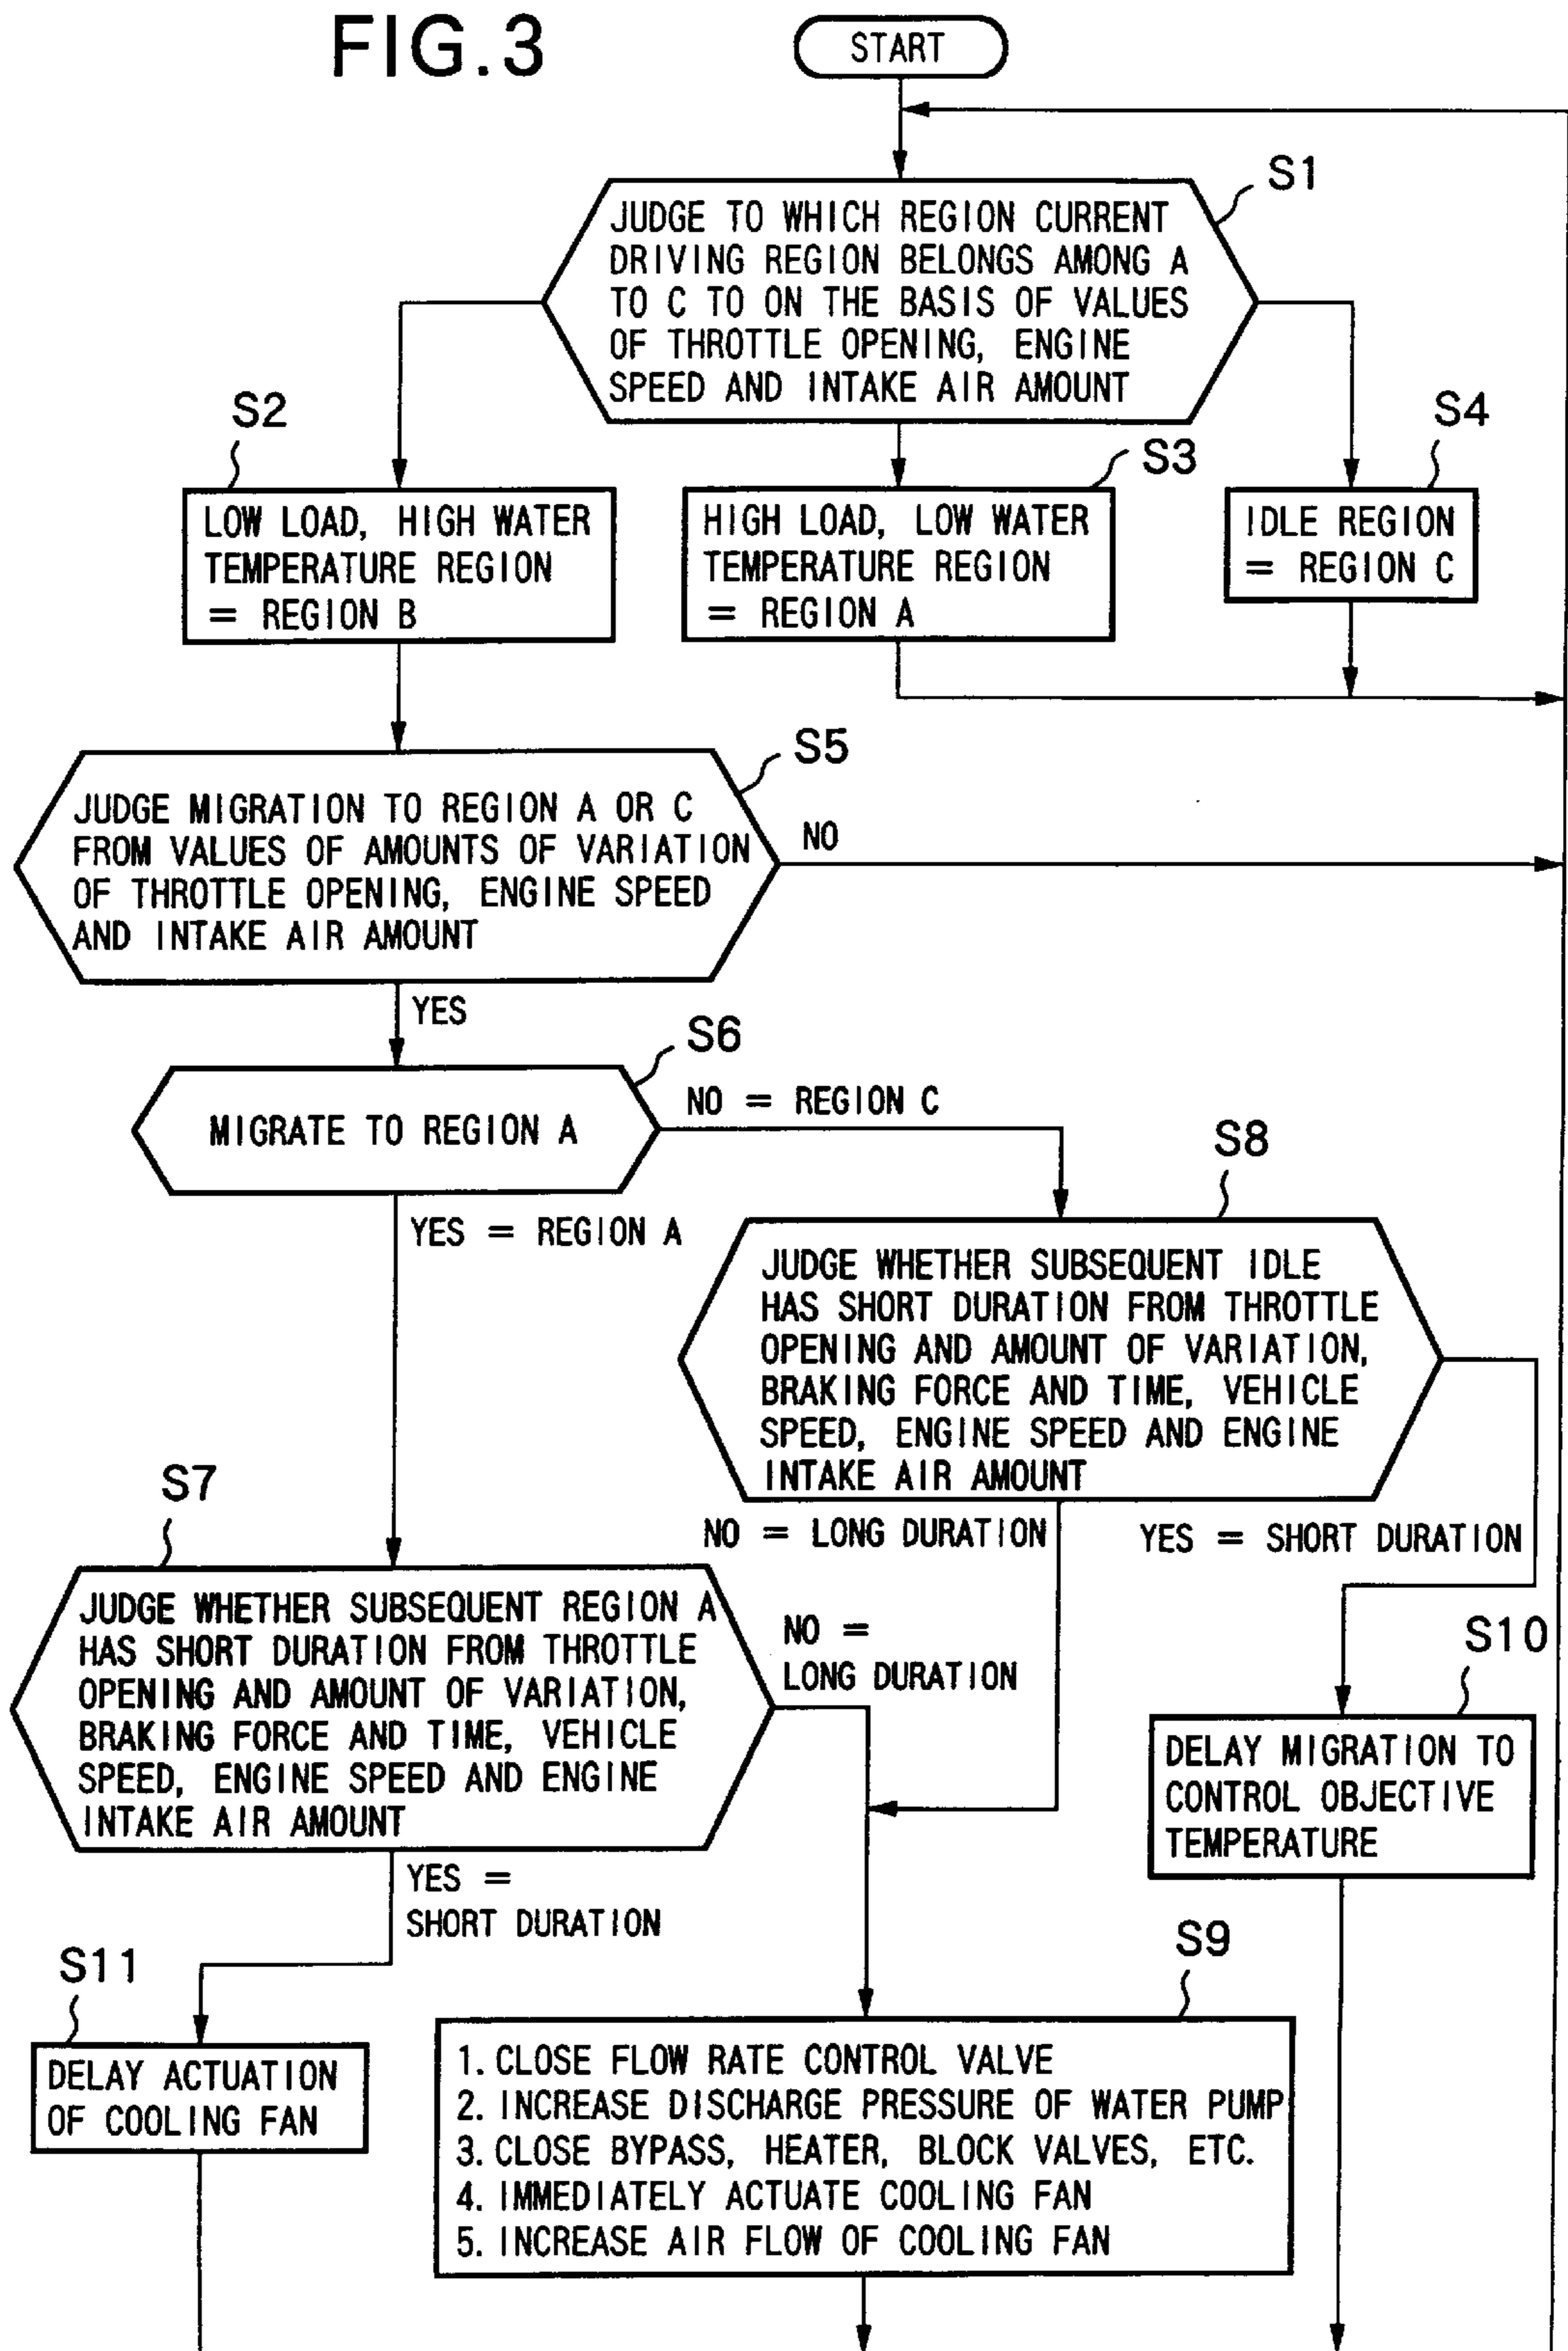 FIG.3
START
S1
JUDGE TO WHICH REGION CURRENT
DRIVING REGION BELONGS AMONG A
TO C TO ON THE BASIS OF VALUES
OF THROTTLE OPENING, ENGINE
SPEED AND INTAKE AIR AMOUNT
S2
LOW LOAD, HIGH WATER
TEMPERATURE REGION
= REGION B
S3
HIGH LOAD, LOW WATER
TEMPERATURE REGION
= REGION A
S4
IDLE REGION
= REGION C
S5
JUDGE MIGRATION TO REGION A OR C
FROM VALUES OF AMOUNTS OF VARIATION
OF THROTTLE OPENING, ENGINE SPEED
AND INTAKE AIR AMOUNT
NO
YES
S6
MIGRATE TO REGION A
NO = REGION C
YES = REGION A
S8
JUDGE WHETHER SUBSEQUENT IDLE
HAS SHORT DURATION FROM THROTTLE
OPENING AND AMOUNT OF VARIATION,
BRAKING FORCE AND TIME, VEHICLE
SPEED, ENGINE SPEED AND ENGINE
INTAKE AIR AMOUNT
NO = LONG DURATION
YES = SHORT DURATION
S7
JUDGE WHETHER SUBSEQUENT REGION A
HAS SHORT DURATION FROM THROTTLE
OPENING AND AMOUNT OF VARIATION,
BRAKING FORCE AND TIME, VEHICLE
SPEED, ENGINE SPEED AND ENGINE
INTAKE AIR AMOUNT
NO =
LONG DURATION
YES =
SHORT DURATION
S10
DELAY MIGRATION TO
CONTROL OBJECTIVE
TEMPERATURE
S11
DELAY ACTUATION
OF COOLING FAN
S9
1. CLOSE FLOW RATE CONTROL VALVE
2. INCREASE DISCHARGE PRESSURE OF WATER PUMP
3. CLOSE BYPASS, HEATER, BLOCK VALVES, ETC.
4. IMMEDIATELY ACTUATE COOLING FAN
5. INCREASE AIR FLOW OF COOLING FAN